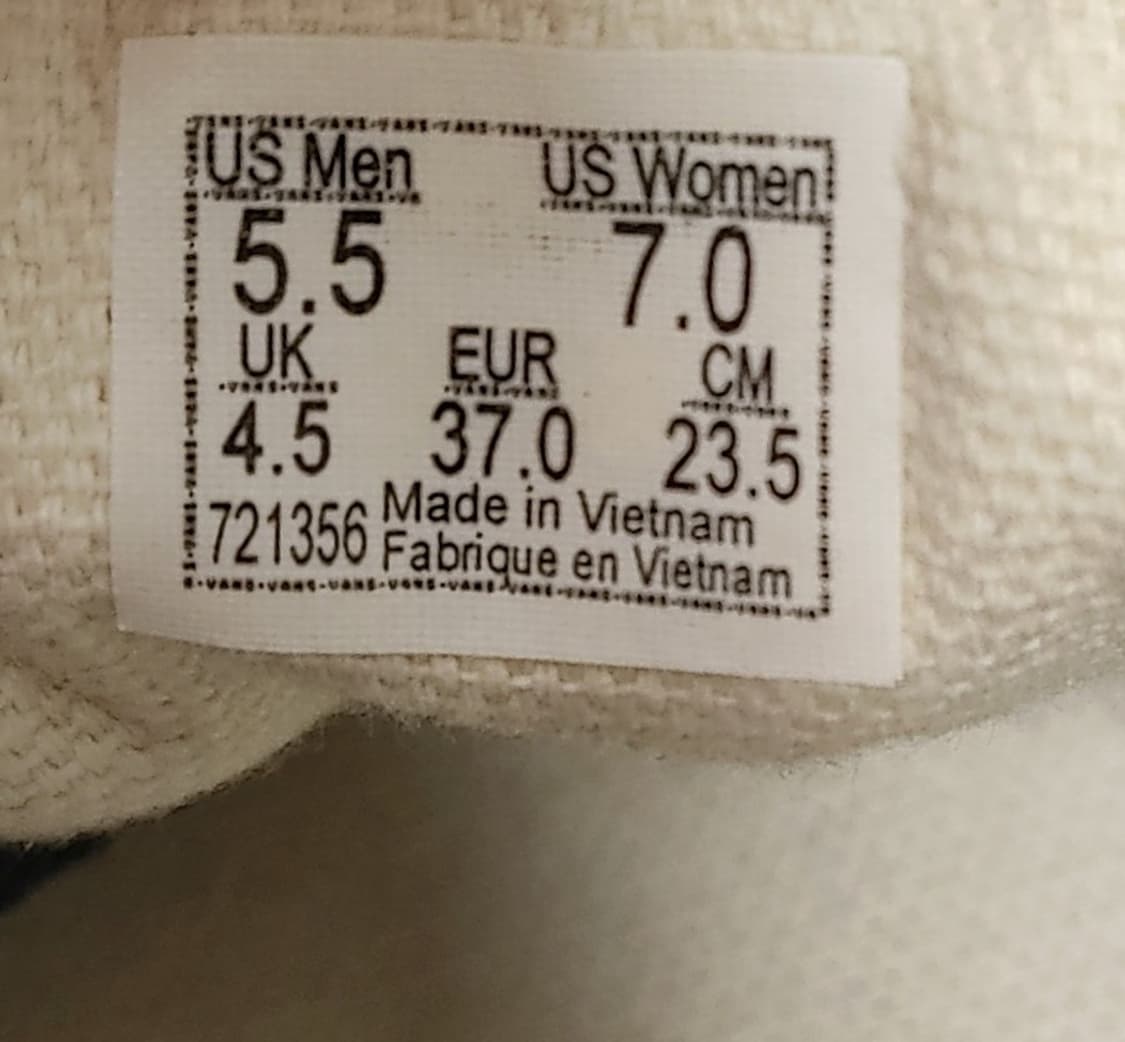 US Men US Women
5.5 7.0
UK EUR CM
4.5 37.0 23.5
721356 Made in Vietnam
Fabrique en Vietnam